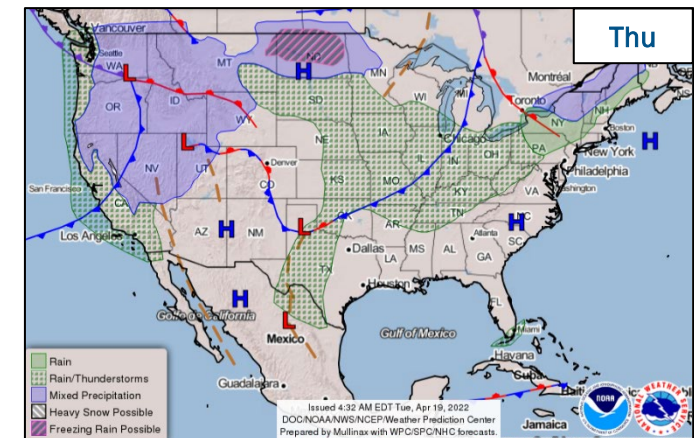 Thu
Vancouver
Seattle
WA
MT
ND
MN
Montréal
OR
ID
SD
WI
MI
Toronto
NH
WY
IA
Chicago
NY
Boston
NE
PA
New York
NV
UT
Denver
IL
IN
OH
Philadelphia
San Francisco
CO
KS
MO
KY
VA
Washington
CA
OK
TN
NC
Los Angeles
AZ
NM
AR
Atlanta
SC
Dallas
MS
AL
GA
LA
TX
Houston
FL
Golfo de California
Gulf of Mexico
Miami
Mexico
Havana
Cuba
Guadalajara
Jamaica
H
H
H
H
H
L
L
L
L
Rain
Rain/Thunderstorms
Mixed Precipitation
Heavy Snow Possible
Freezing Rain Possible
Issued 4:32 AM EDT Tue, Apr 19, 2022
DOC/NOAA/NWS/NCEP/Weather Prediction Center
Prepared by Mullinax with WPC/SPC/NHC forecasts.
NOAA
NATIONAL WEATHER SERVICE